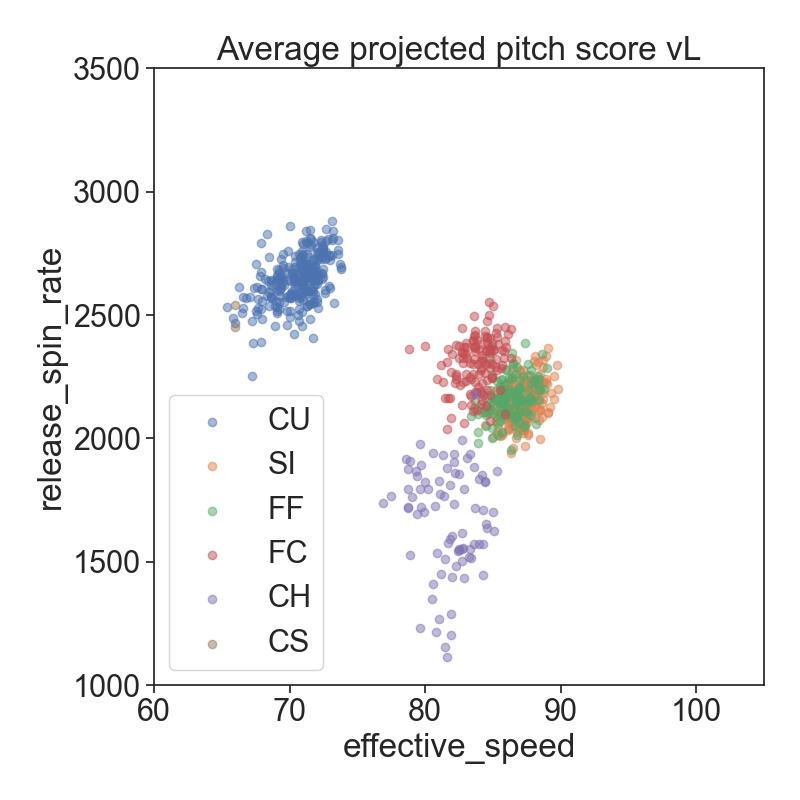 Average projected pitch score vL
release_spin_rate
3500
3000
2500
2000
1500
1000
CU
SI
FF
FC
CH
CS
60 70 80 90 100
effective_speed